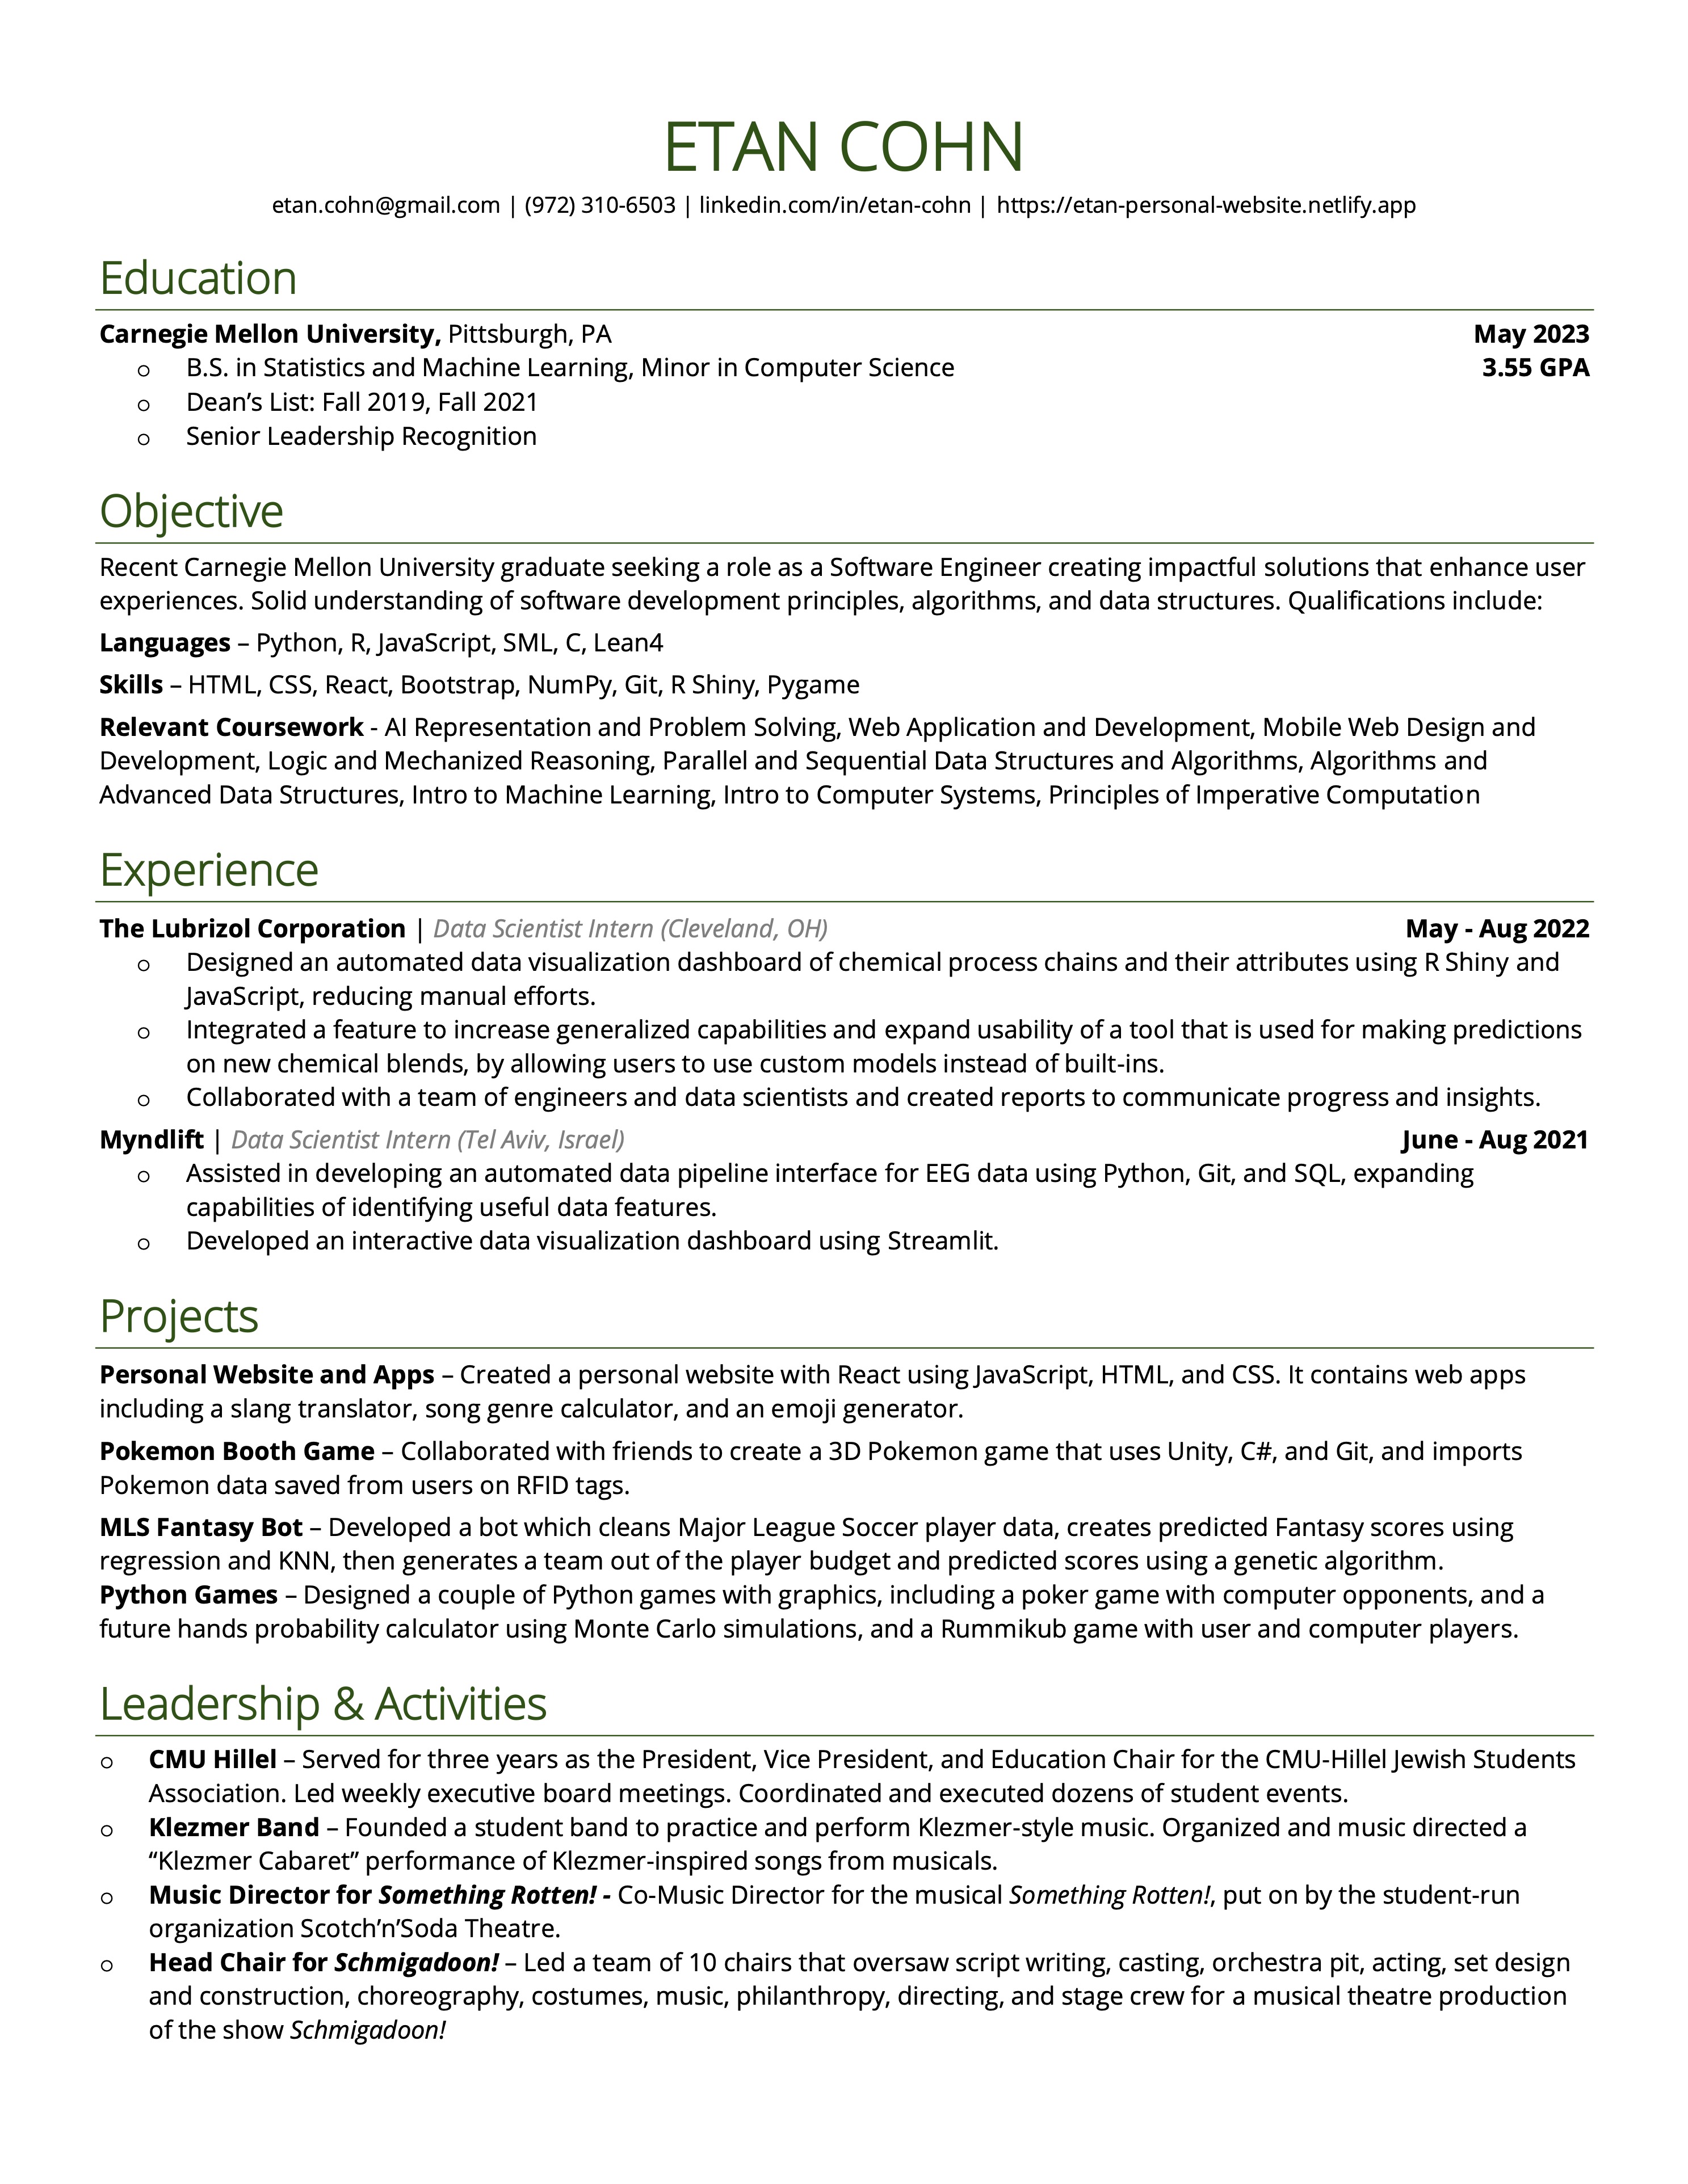 ETAN COHN
etan.cohn@gmail.com | (972) 310-6503 | linkedin.com/in/etan-cohn | https://etan-personal-website.netlify.app
Education
Carnegie Mellon University, Pittsburgh, PA May 2023
o B.S. in Statistics and Machine Learning, Minor in Computer Science 3.55 GPA
o Dean’s List: Fall 2019, Fall 2021
o Senior Leadership Recognition
Objective
Recent Carnegie Mellon University graduate seeking a role as a Software Engineer creating impactful solutions that enhance user
experiences. Solid understanding of software development principles, algorithms, and data structures. Qualifications include:
Languages – Python, R, JavaScript, SML, C, Lean4
Skills – HTML, CSS, React, Bootstrap, NumPy, Git, R Shiny, Pygame
Relevant Coursework - AI Representation and Problem Solving, Web Application and Development, Mobile Web Design and
Development, Logic and Mechanized Reasoning, Parallel and Sequential Data Structures and Algorithms, Algorithms and
Advanced Data Structures, Intro to Machine Learning, Intro to Computer Systems, Principles of Imperative Computation
Experience
The Lubrizol Corporation | Data Scientist Intern (Cleveland, OH) May - Aug 2022
o Designed an automated data visualization dashboard of chemical process chains and their attributes using R Shiny and
JavaScript, reducing manual efforts.
o Integrated a feature to increase generalized capabilities and expand usability of a tool that is used for making predictions
on new chemical blends, by allowing users to use custom models instead of built-ins.
o Collaborated with a team of engineers and data scientists and created reports to communicate progress and insights.
Myndlift | Data Scientist Intern (Tel Aviv, Israel) June - Aug 2021
o Assisted in developing an automated data pipeline interface for EEG data using Python, Git, and SQL, expanding
capabilities of identifying useful data features.
o Developed an interactive data visualization dashboard using Streamlit.
Projects
Personal Website and Apps – Created a personal website with React using JavaScript, HTML, and CSS. It contains web apps
including a slang translator, song genre calculator, and an emoji generator.
Pokemon Booth Game – Collaborated with friends to create a 3D Pokemon game that uses Unity, C#, and Git, and imports
Pokemon data saved from users on RFID tags.
MLS Fantasy Bot – Developed a bot which cleans Major League Soccer player data, creates predicted Fantasy scores using
regression and KNN, then generates a team out of the player budget and predicted scores using a genetic algorithm.
Python Games – Designed a couple of Python games with graphics, including a poker game with computer opponents, and a
future hands probability calculator using Monte Carlo simulations, and a Rummikub game with user and computer players.
Leadership & Activities
o CMU Hillel – Served for three years as the President, Vice President, and Education Chair for the CMU-Hillel Jewish Students
Association. Led weekly executive board meetings. Coordinated and executed dozens of student events.
o Klezmer Band – Founded a student band to practice and perform Klezmer-style music. Organized and music directed a
“Klezmer Cabaret” performance of Klezmer-inspired songs from musicals.
o Music Director for Something Rotten! - Co-Music Director for the musical Something Rotten!, put on by the student-run
organization Scotch’n’Soda Theatre.
o Head Chair for Schmigadoon! – Led a team of 10 chairs that oversaw script writing, casting, orchestra pit, acting, set design
and construction, choreography, costumes, music, philanthropy, directing, and stage crew for a musical theatre production
of the show Schmigadoon!